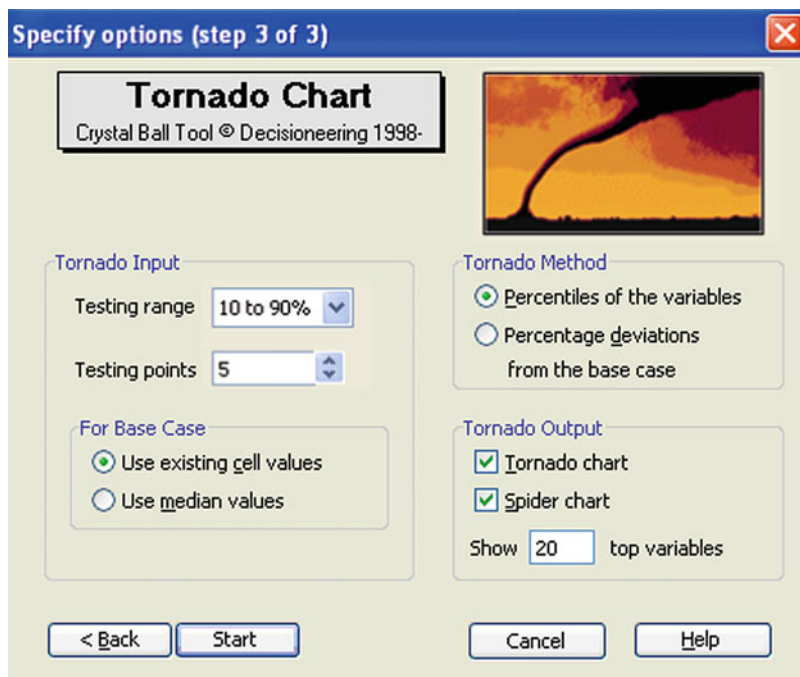 Specify options (step 3 of 3)
Tornado Chart
Crystal Ball Tool © Decisioneering 1998-
Tornado Input
Testing range 10 to 90%
Testing points 5
For Base Case
Use existing cell values
Use median values
Tornado Method
Percentiles of the variables
Percentage deviations
from the base case
Tornado Output
Tornado chart
Spider chart
Show 20 top variables
< Back
Start
Cancel
Help